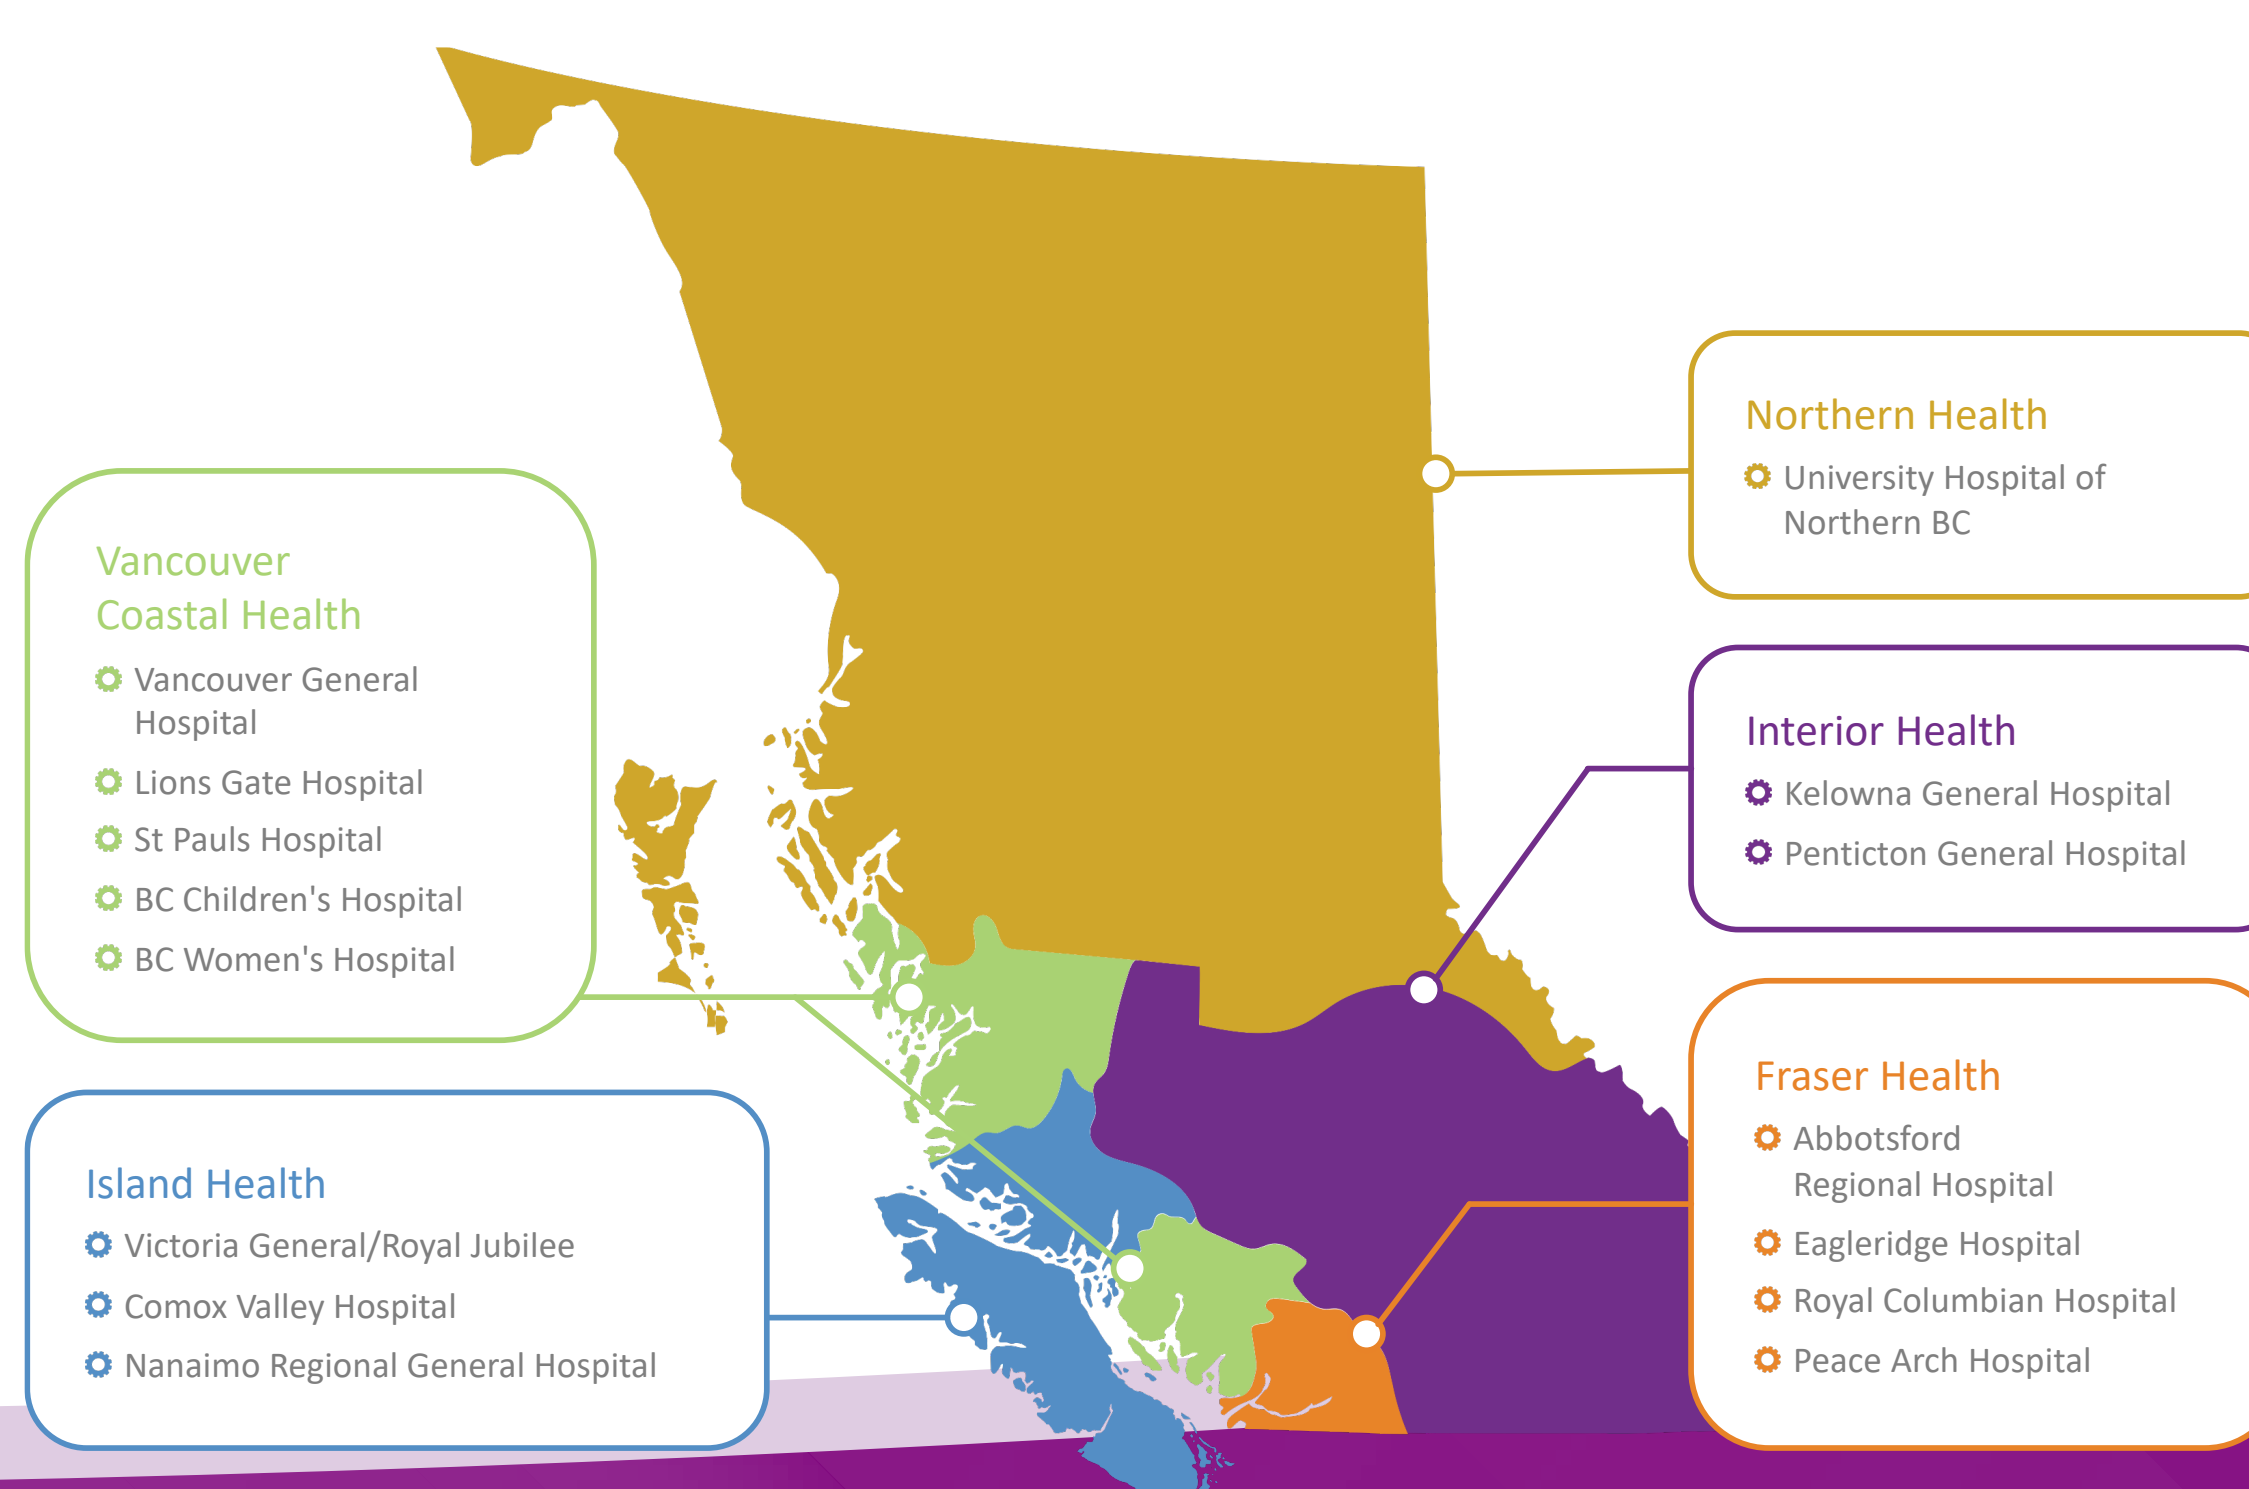 Vancouver
Coastal Health
Vancouver General
Hospital
Lions Gate Hospital
St Pauls Hospital
BC Children's Hospital
BC Women's Hospital
Island Health
Victoria General/Royal Jubilee
Comox Valley Hospital
Nanaimo Regional General Hospital
Northern Health
University Hospital of
Northern BC
Interior Health
Kelowna General Hospital
Penticton General Hospital
Fraser Health
Abbotsford
Regional Hospital
Eagleridge Hospital
Royal Columbian Hospital
Peace Arch Hospital